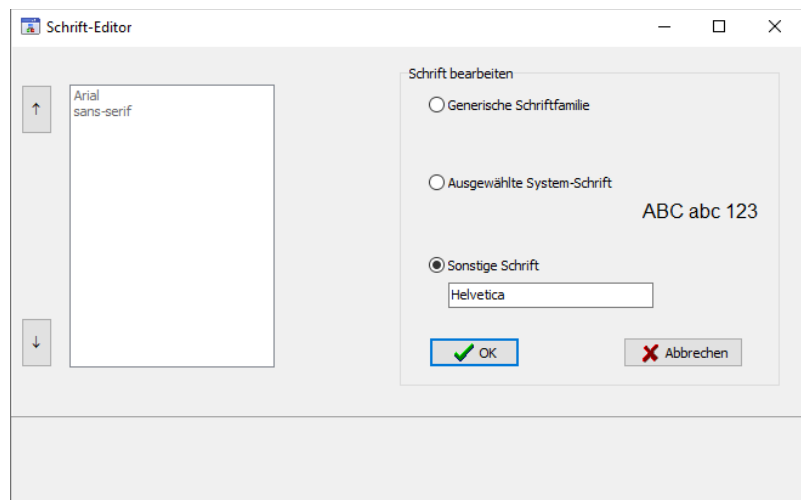 Schrift-Editor
Arial
sans-serif
Schrift bearbeiten
Generische Schriftfamilie
Ausgewählte System-Schrift
ABC abc 123
Sonstige Schrift
Helvetica
OK
Abbrechen